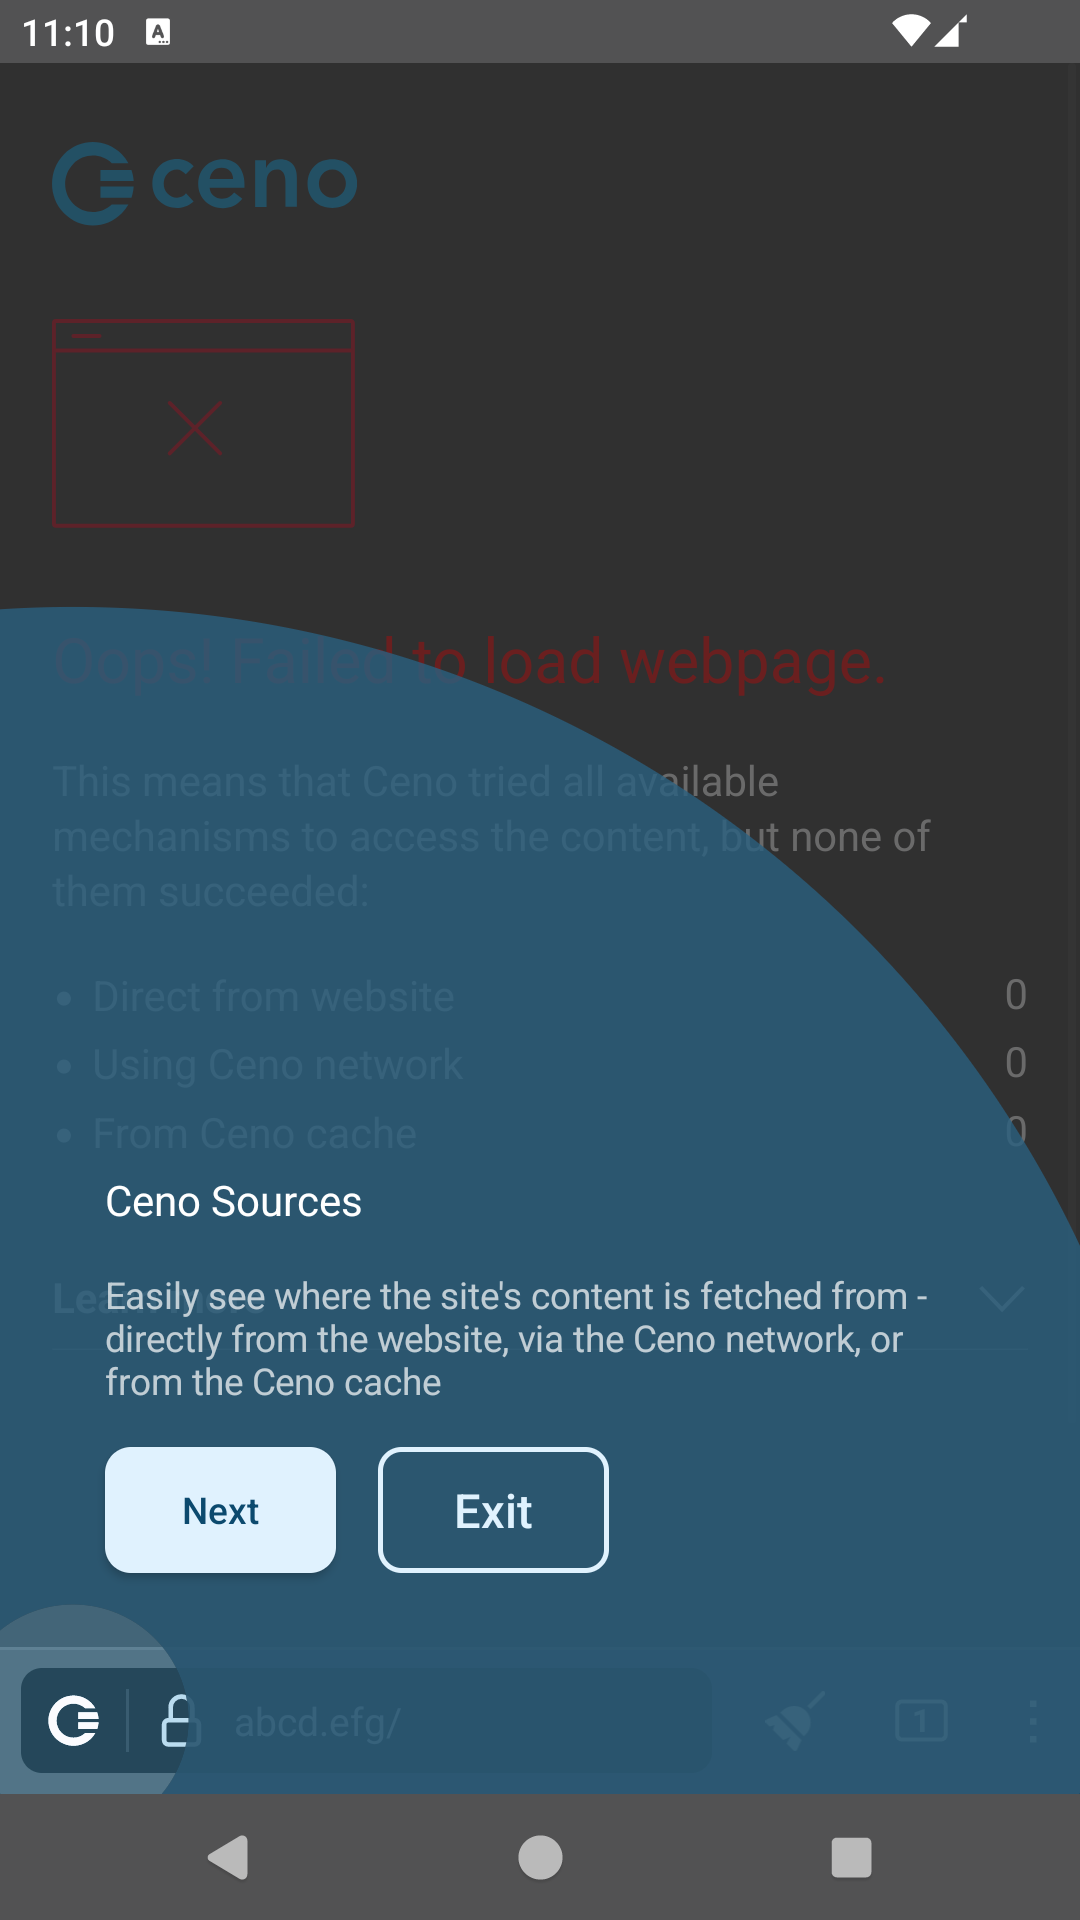 11:10
ceno
Oops! Failed to load webpage.
This means that Ceno tried all available
mechanisms to access the content, but none of
them succeeded:
• Direct from website 0
• Using Ceno network 0
• From Ceno cache 0
Ceno Sources
Easily see where the site's content is fetched from -
directly from the website, via the Ceno network, or
from the Ceno cache
Next Exit
abcd.efg/ 1